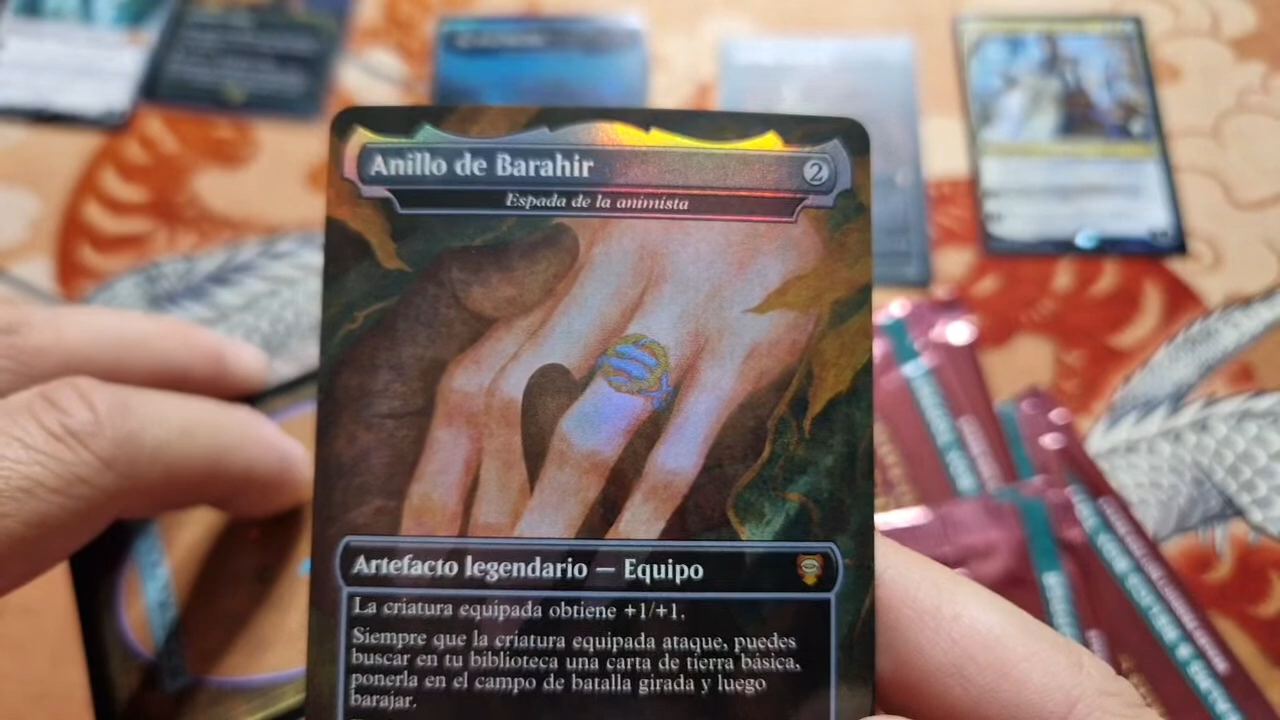 Anillo de Barahir
2
Espada de la animista
Artefacto legendario — Equipo
La criatura equipada obtiene +1/+1.
Siempre que la criatura equipada ataque, puedes
buscar en tu biblioteca una carta de tierra básica,
ponerla en el campo de batalla girada y luego
barajar.